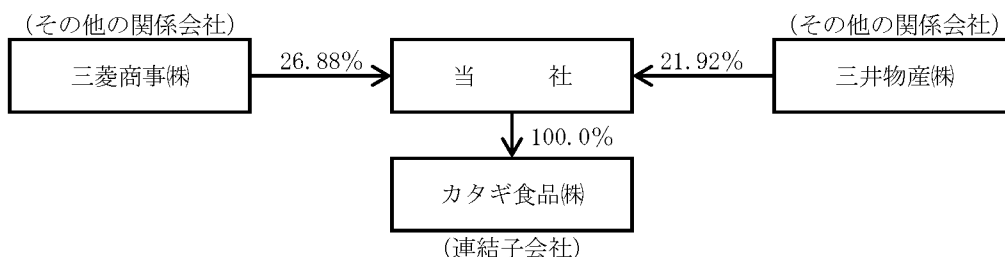 (その他の関係会社)
(その他の関係会社)
三菱商事㈱
26.88%
当　　社
21.92%
三井物産㈱
100.0%
カタギ食品㈱
(連結子会社)